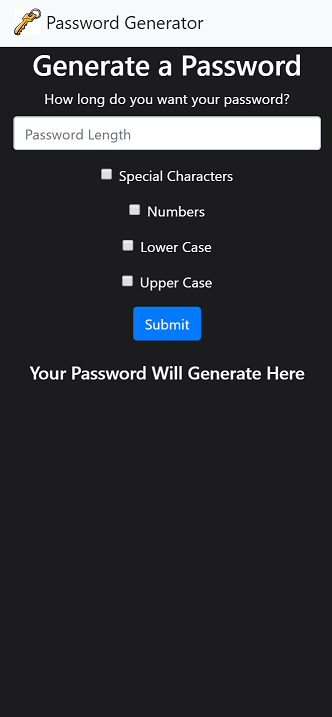 Password Generator
Generate a Password
How long do you want your password?
Password Length
Special Characters
Numbers
Lower Case
Upper Case
Submit
Your Password Will Generate Here